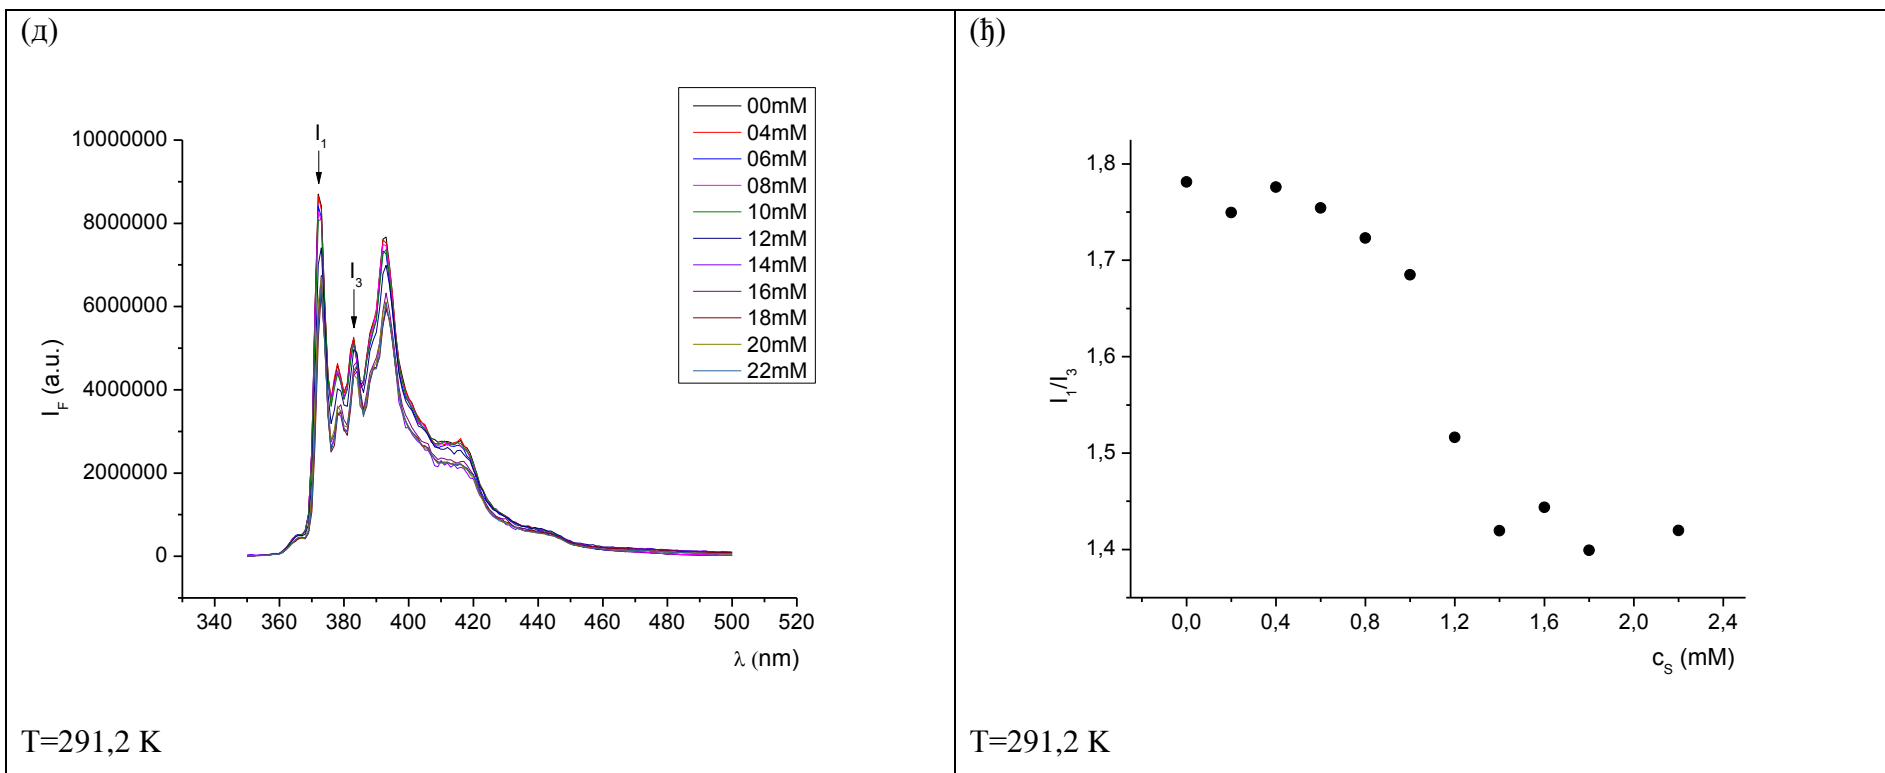 (д)
00mM
04mM
06mM
08mM
10mM
12mM
14mM
16mM
18mM
20mM
22mM
I1
I3
10000000
8000000
6000000
4000000
2000000
0
IF (a.u.)
340 360 380 400 420 440 460 480 500 520
λ (nm)
T=291,2 K
(ђ)
1,8
1,7
1,6
1,5
1,4
I1/I3
0,0 0,4 0,8 1,2 1,6 2,0 2,4
cS (mM)
T=291,2 K